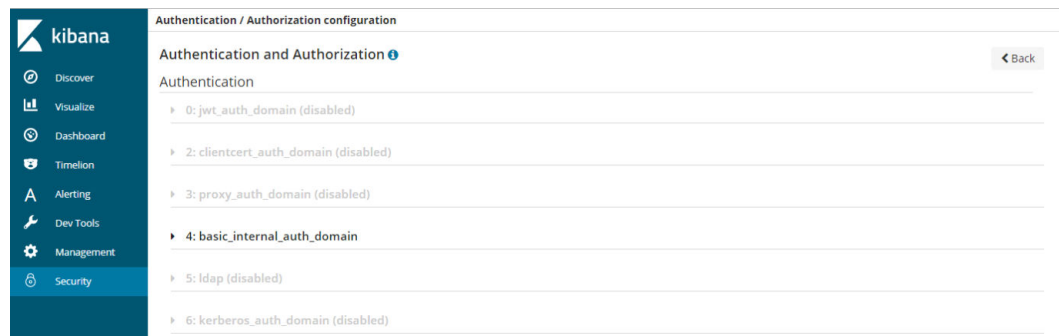 kibana
Discover
Visualize
Dashboard
Timelion
Alerting
Dev Tools
Management
Security
Authentication / Authorization configuration
Authentication and Authorization
Back
Authentication
0: jwt_auth_domain (disabled)
2: clientcert_auth_domain (disabled)
3: proxy_auth_domain (disabled)
4: basic_internal_auth_domain
5: ldap (disabled)
6: kerberos_auth_domain (disabled)